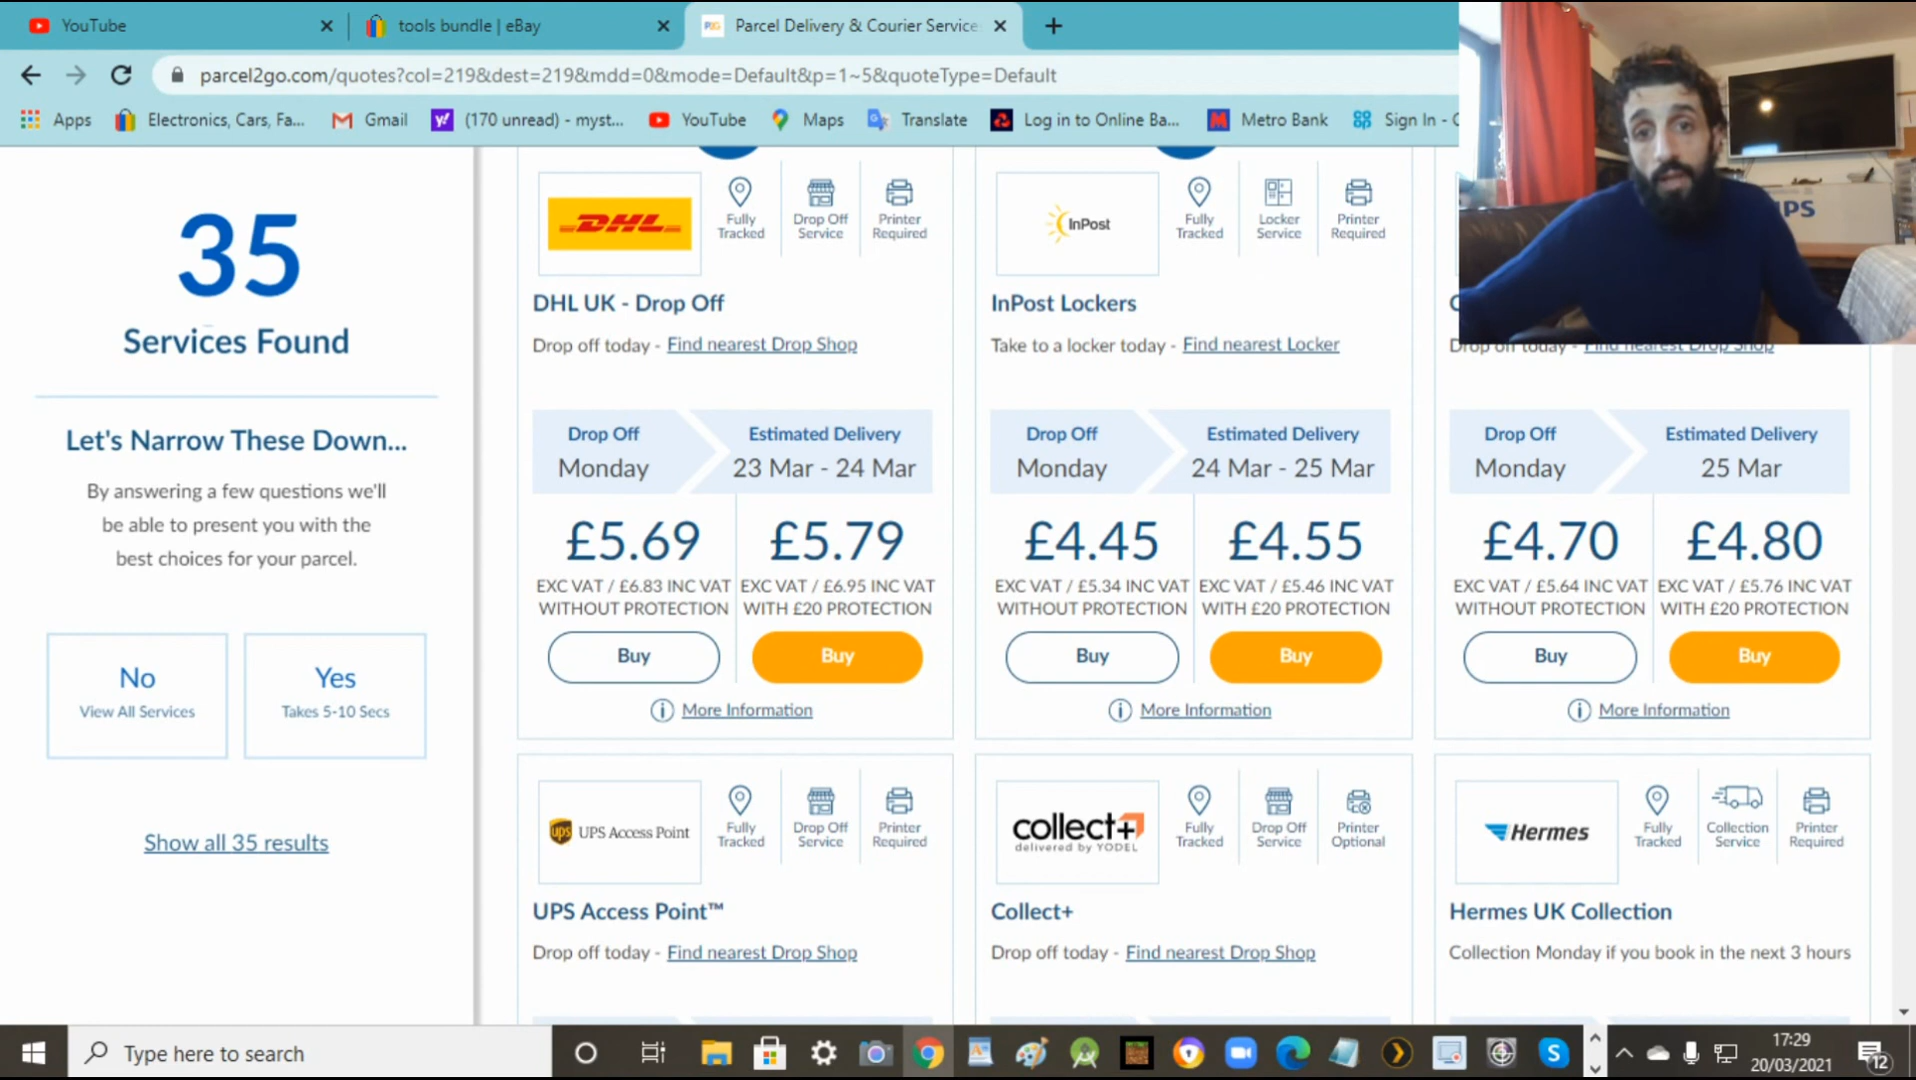 YouTube
tools bundle | eBay
P2G
Parcel Delivery & Courier Service
parcel2go.com/quotes?col=219&dest=219&mdd=0&mode=Default&p=1~5&quoteType=Default
Apps
Electronics, Cars, Fa...
Gmail
(170 unread) - myst...
YouTube
Maps
Translate
Log in to Online Ba...
Metro Bank
Sign In -
35
Services Found
Let's Narrow These Down...
By answering a few questions we'll
be able to present you with the
best choices for your parcel.
No
View All Services
Yes
Takes 5-10 Secs
Show all 35 results
DHL
Fully
Tracked
Drop Off
Service
Printer
Required
DHL UK - Drop Off
Drop off today - Find nearest Drop Shop
Drop Off
Monday
Estimated Delivery
23 Mar - 24 Mar
£5.69
EXC VAT / £6.83 INC VAT
WITHOUT PROTECTION
Buy
£5.79
EXC VAT / £6.95 INC VAT
WITH £20 PROTECTION
Buy
More Information
InPost
Fully
Tracked
Locker
Service
Printer
Required
InPost Lockers
Take to a locker today - Find nearest Locker
Drop Off
Monday
Estimated Delivery
24 Mar - 25 Mar
£4.45
EXC VAT / £5.34 INC VAT
WITHOUT PROTECTION
Buy
£4.55
EXC VAT / £5.46 INC VAT
WITH £20 PROTECTION
Buy
More Information
Drop off today - Find nearest Drop Shop
Drop Off
Monday
Estimated Delivery
25 Mar
£4.70
EXC VAT / £5.64 INC VAT
WITHOUT PROTECTION
Buy
£4.80
EXC VAT / £5.76 INC VAT
WITH £20 PROTECTION
Buy
More Information
ups
UPS Access Point
Fully
Tracked
Drop Off
Service
Printer
Required
UPS Access Point™
Drop off today - Find nearest Drop Shop
collect+
delivered by YODEL
Fully
Tracked
Drop Off
Service
Printer
Optional
Collect+
Drop off today - Find nearest Drop Shop
Hermes
Fully
Tracked
Collection
Service
Printer
Required
Hermes UK Collection
Collection Monday if you book in the next 3 hours
Type here to search
17:29
20/03/2021
12